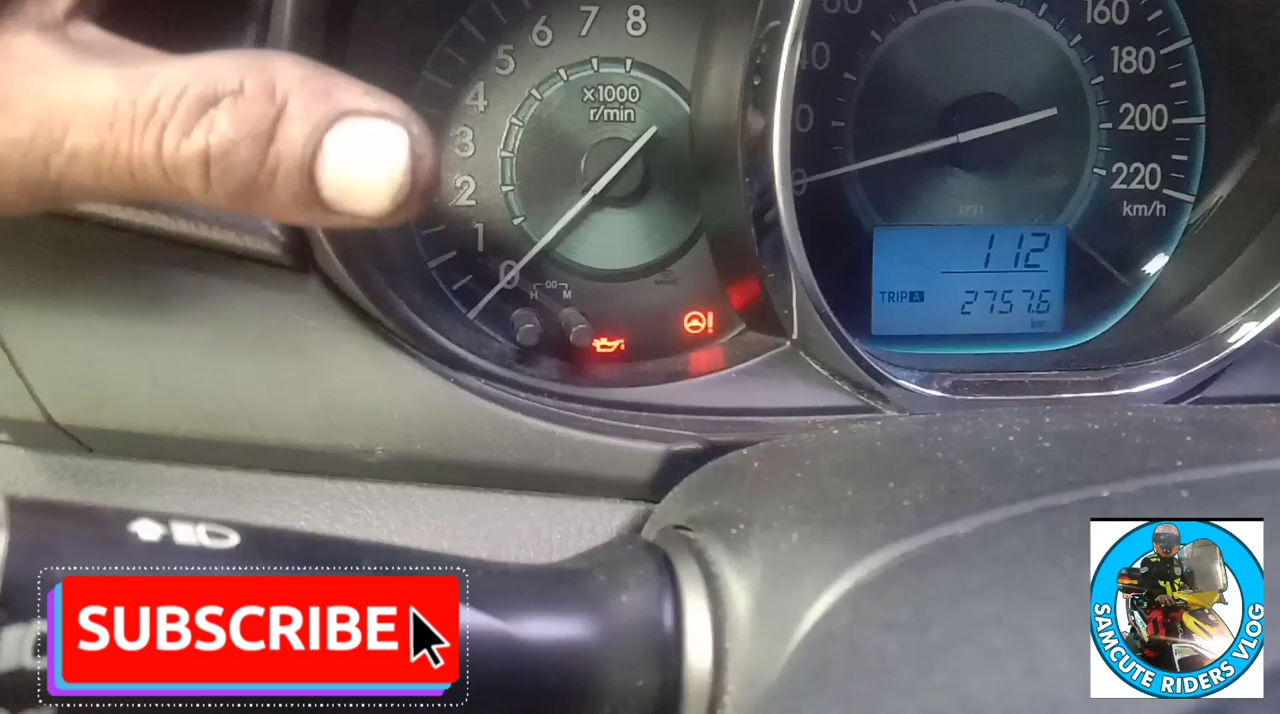 8
7
6
5
4
3
2
1
0
x1000
r/min
H 00 M
160
180
200
220
km/h
112
TRIP A 2757.6
km
SUBSCRIBE
SAMCUTE RIDERS VLOG